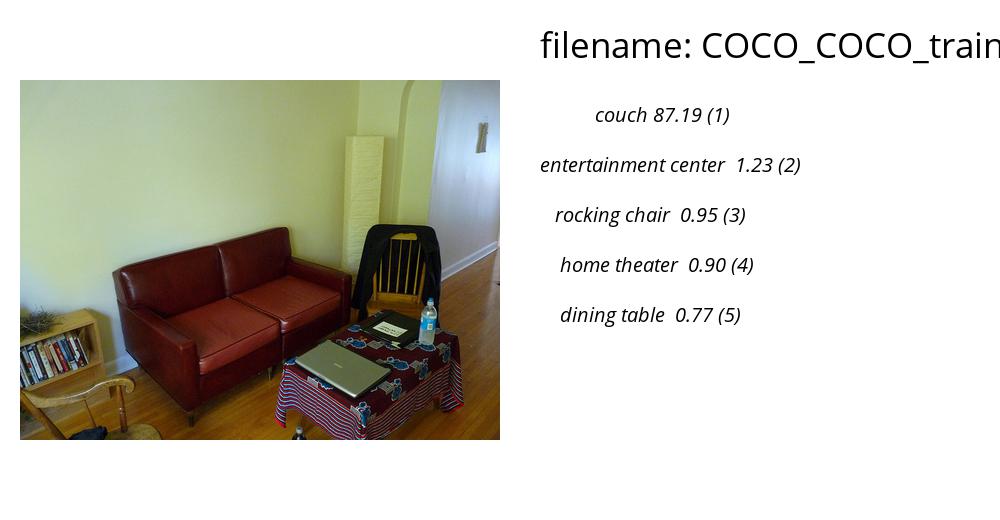 filename: COCO_COCO_train
couch 87.19 (1)
entertainment center 1.23 (2)
rocking chair 0.95 (3)
home theater 0.90 (4)
dining table 0.77 (5)